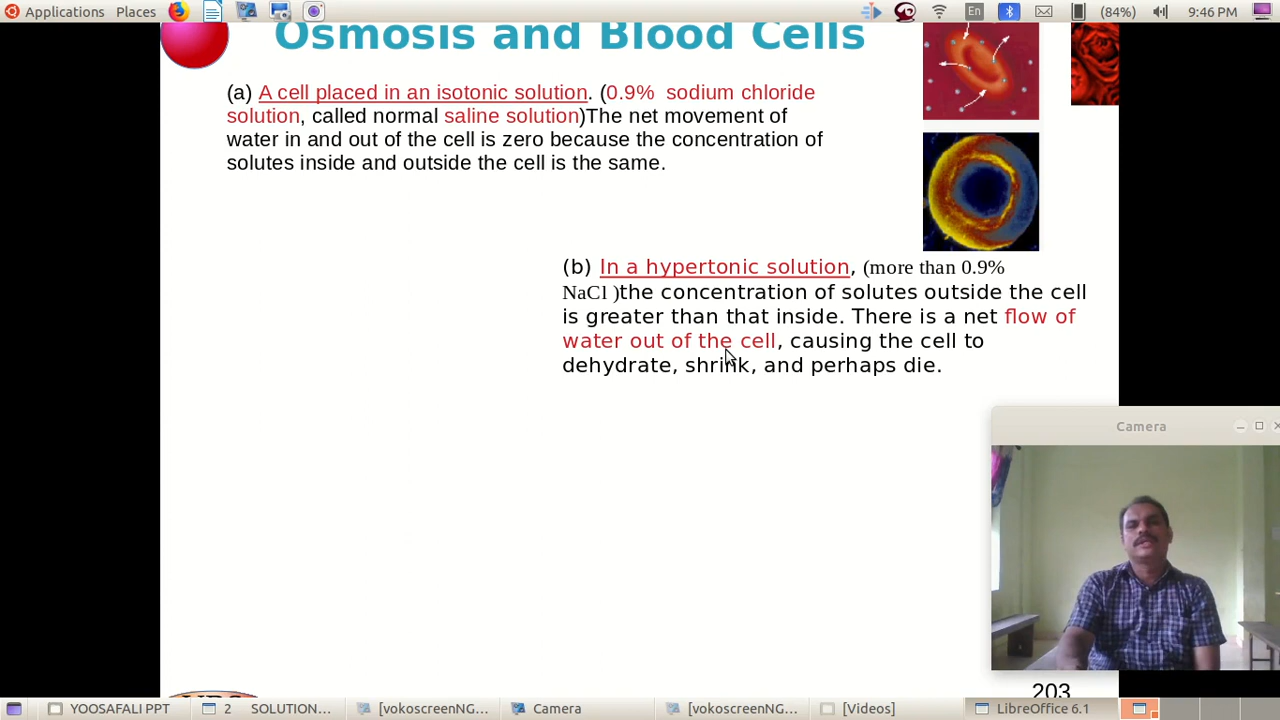 Applications Places En (84%) 9:46 PM
Osmosis and Blood Cells
(a) A cell placed in an isotonic solution. (0.9% sodium chloride
solution, called normal saline solution)The net movement of
water in and out of the cell is zero because the concentration of
solutes inside and outside the cell is the same.
(b) In a hypertonic solution, (more than 0.9%
NaCl )the concentration of solutes outside the cell
is greater than that inside. There is a net flow of
water out of the cell, causing the cell to
dehydrate, shrink, and perhaps die.
Camera
203
YOOSAFALI PPT 2 SOLUTION... [vokoscreenNG... Camera [vokoscreenNG... [Videos] LibreOffice 6.1